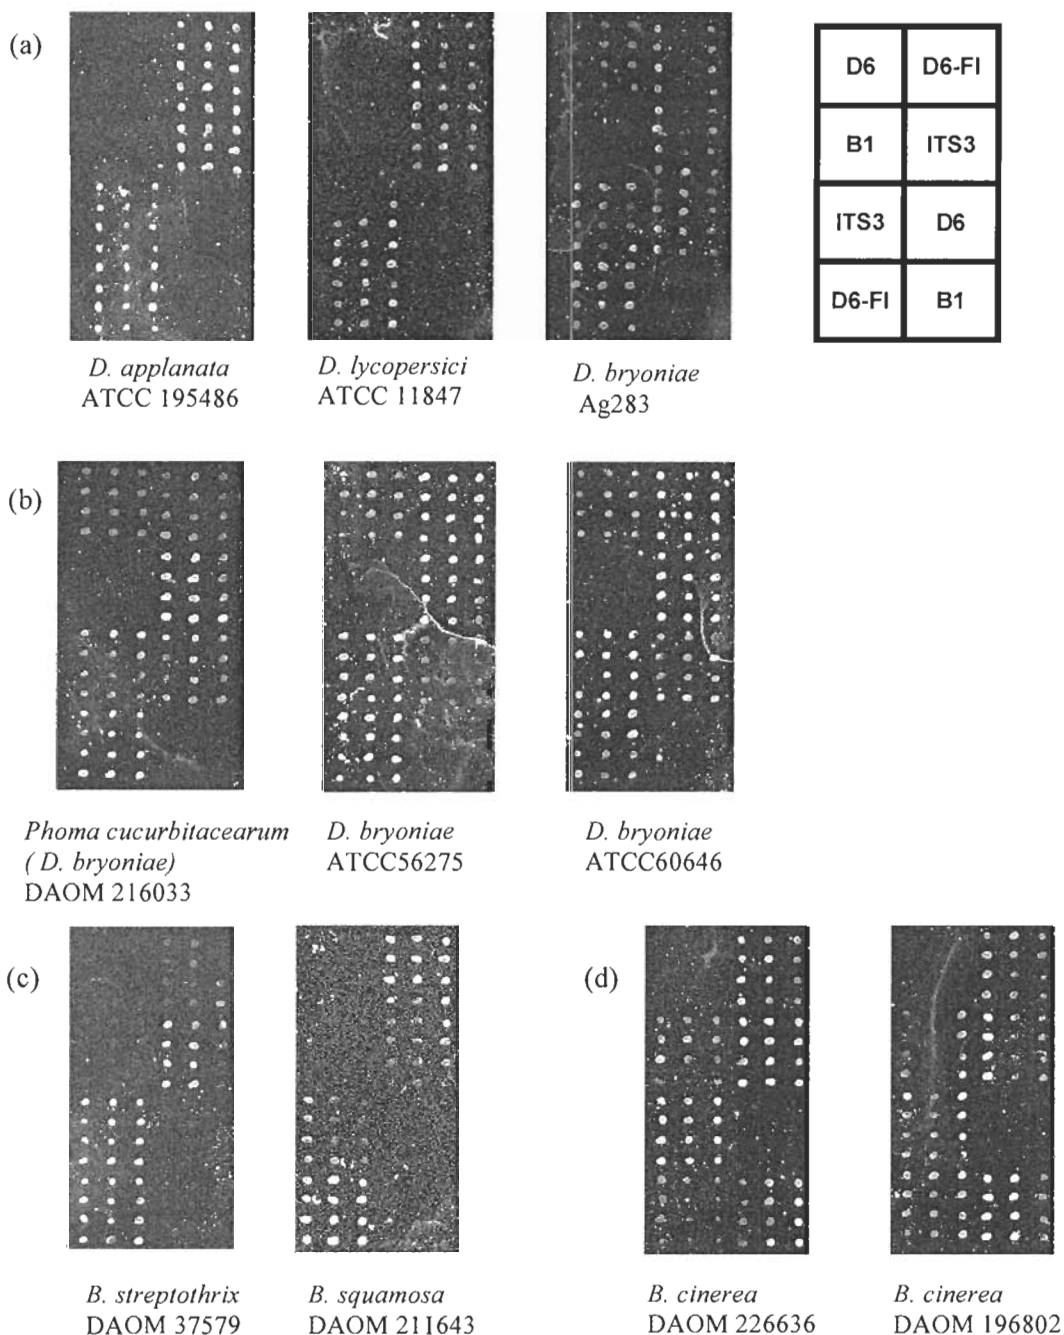 (a)
D6 D6-FI
B1 ITS3
ITS3 D6
D6-FI B1
D. applanata
ATCC 195486
D. lycopersici
ATCC 11847
D. bryoniae
Ag283
(b)
Phoma cucurbitacearum
( D. bryoniae)
DAOM 216033
D. bryoniae
ATCC56275
D. bryoniae
ATCC60646
(c)
(d)
B. streptothrix
DAOM 37579
B. squamosa
DAOM 211643
B. cinerea
DAOM 226636
B. cinerea
DAOM 196802